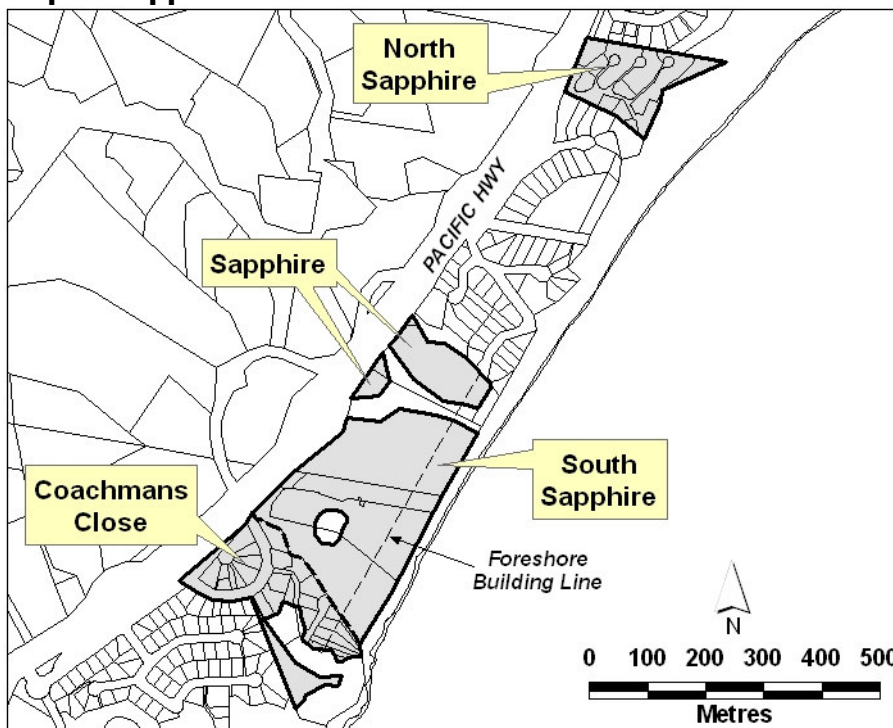 North
Sapphire
PACIFIC HWY
Sapphire
South
Sapphire
Coachmans
Close
Foreshore
Building Line
N
0 100 200 300 400 500
Metres